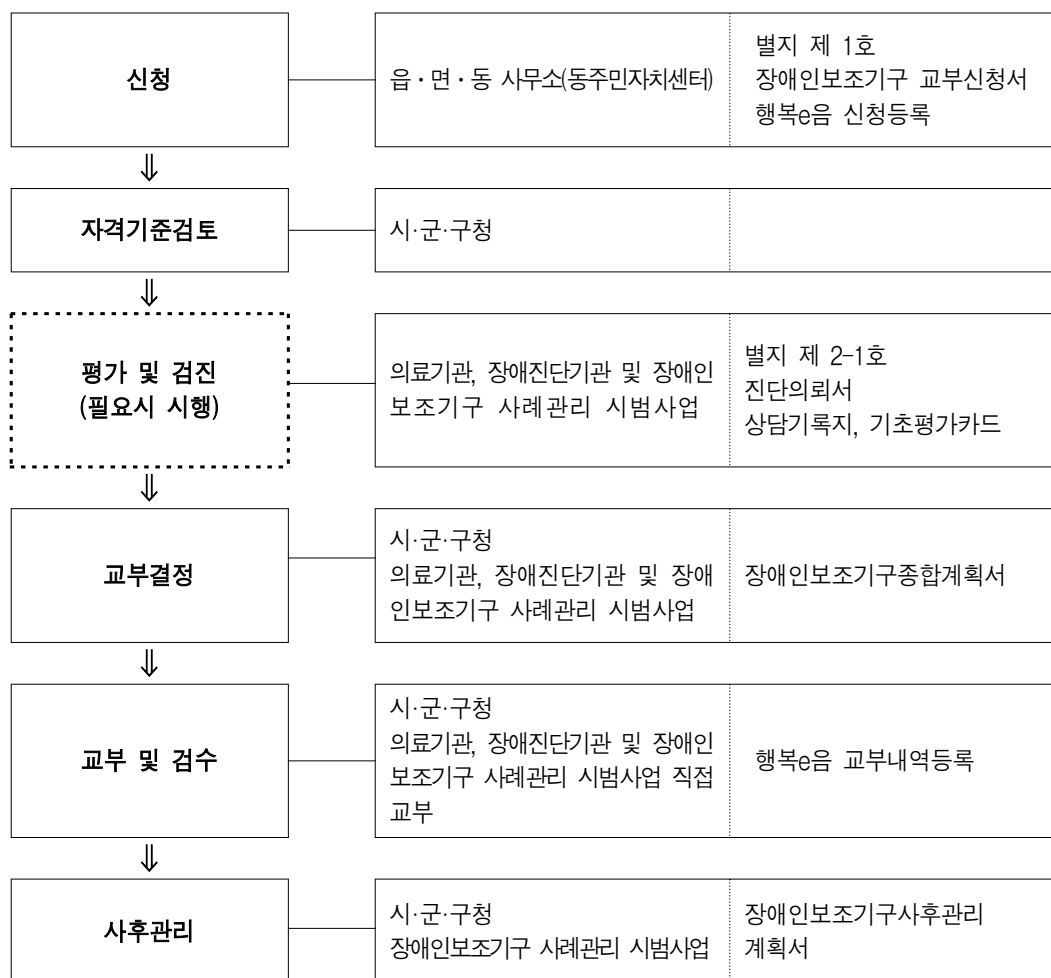 신청
읍・면・동 사무소(동주민자치센터)
별지 제 1호
장애인보조기구 교부신청서
행복e음 신청등록
⇓
자격기준검토
시·군·구청
⇓
평가 및 검진
(필요시 시행)
의료기관, 장애진단기관 및 장애인
보조기구 사례관리 시범사업
별지 제 2-1호
진단의뢰서
상담기록지, 기초평가카드
⇓
교부결정
시·군·구청
의료기관, 장애진단기관 및 장애
인보조기구 사례관리 시범사업
장애인보조기구종합계획서
⇓
교부 및 검수
시·군·구청
의료기관, 장애진단기관 및 장애인
보조기구 사례관리 시범사업 직접
교부
행복e음 교부내역등록
⇓
사후관리
시·군·구청
장애인보조기구 사례관리 시범사업
장애인보조기구사후관리
계획서